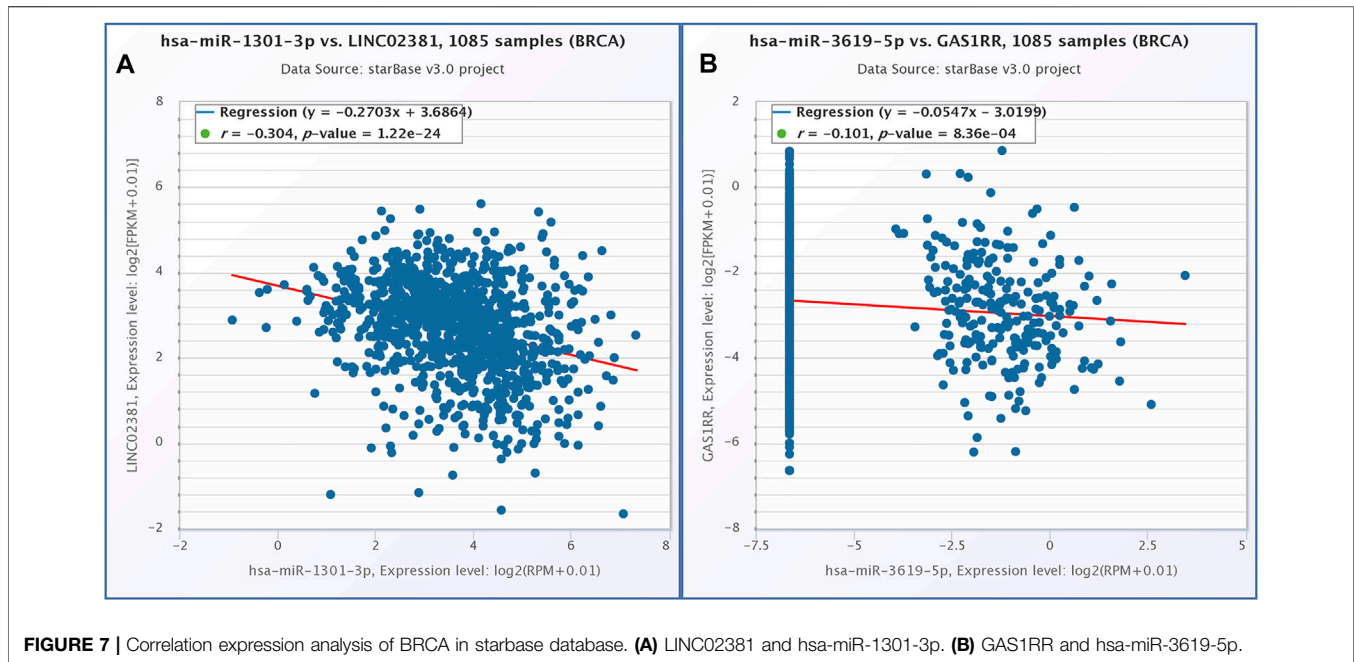 hsa-miR-1301-3p vs. LINC02381, 1085 samples (BRCA)
A
Data Source: starBase v3.0 project
Regression (y = −0.2703x + 3.6864)
r = −0.304, p-value = 1.22e-24
LINC02381, Expression level: log2[FPKM+0.01)]
8
6
4
2
0
−2
−2
0
2
4
6
8
hsa-miR-1301-3p, Expression level: log2(RPM+0.01)
hsa-miR-3619-5p vs. GAS1RR, 1085 samples (BRCA)
B
Data Source: starBase v3.0 project
Regression (y = −0.0547x − 3.0199)
r = −0.101, p-value = 8.36e-04
GAS1RR, Expression level: log2[FPKM+0.01)]
2
0
−2
−4
−6
−8
−7.5
−5
−2.5
0
2.5
5
hsa-miR-3619-5p, Expression level: log2(RPM+0.01)
FIGURE 7 | Correlation expression analysis of BRCA in starbase database. (A) LINC02381 and hsa-miR-1301-3p. (B) GAS1RR and hsa-miR-3619-5p.